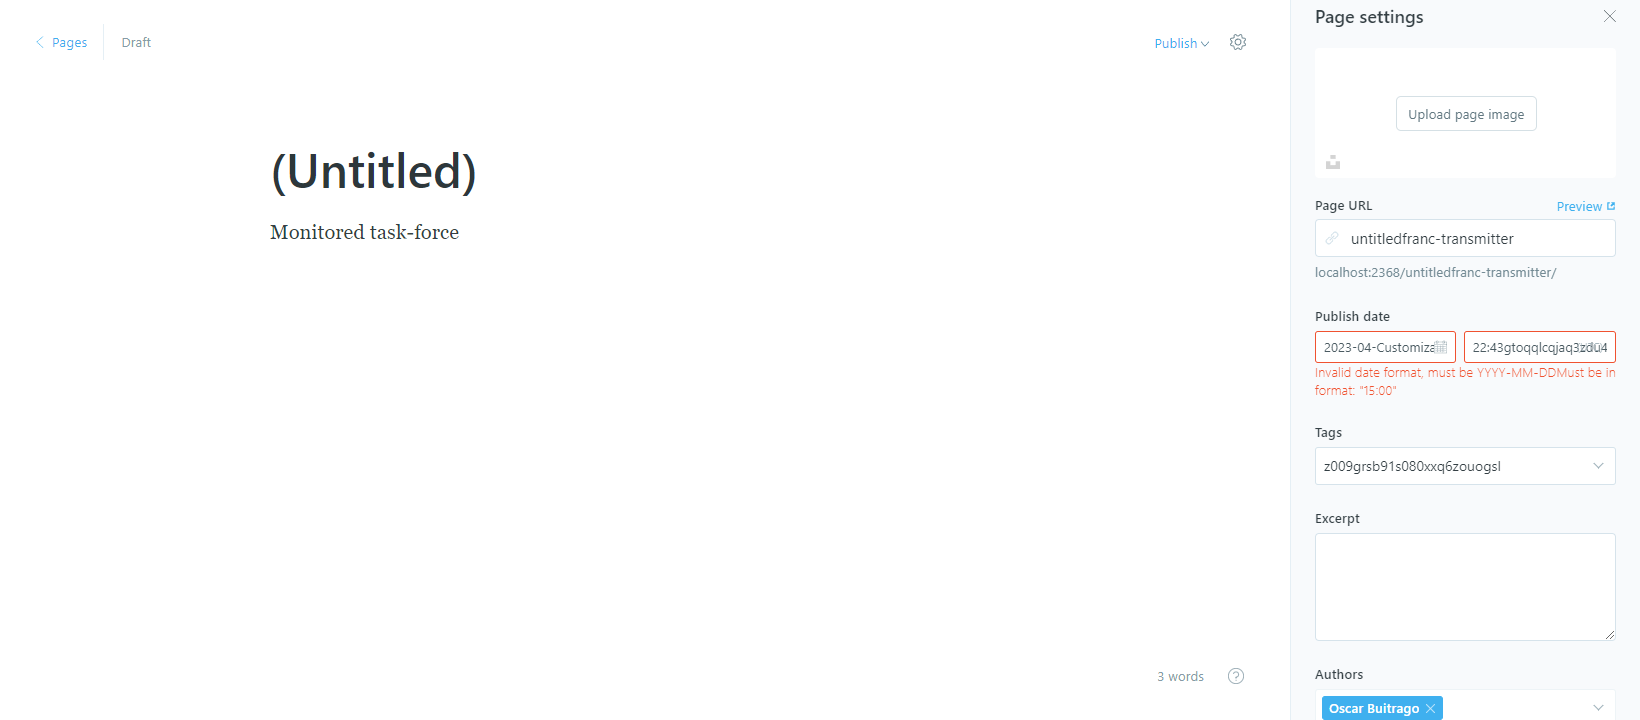 Pages
Draft
Publish
(Untitled)
Monitored task-force
3 words
?
Page settings
Upload page image
Page URL
Preview
untitledfranc-transmitter
localhost:2368/untitledfranc-transmitter/
Publish date
2023-04-Customiza
22:43gtoqqlcqjaq3zdu4
Invalid date format, must be YYYY-MM-DDMust be in
format: "15:00"
Tags
z009grsb91s080xxq6zouogsl
Excerpt
Authors
Oscar Buitrago